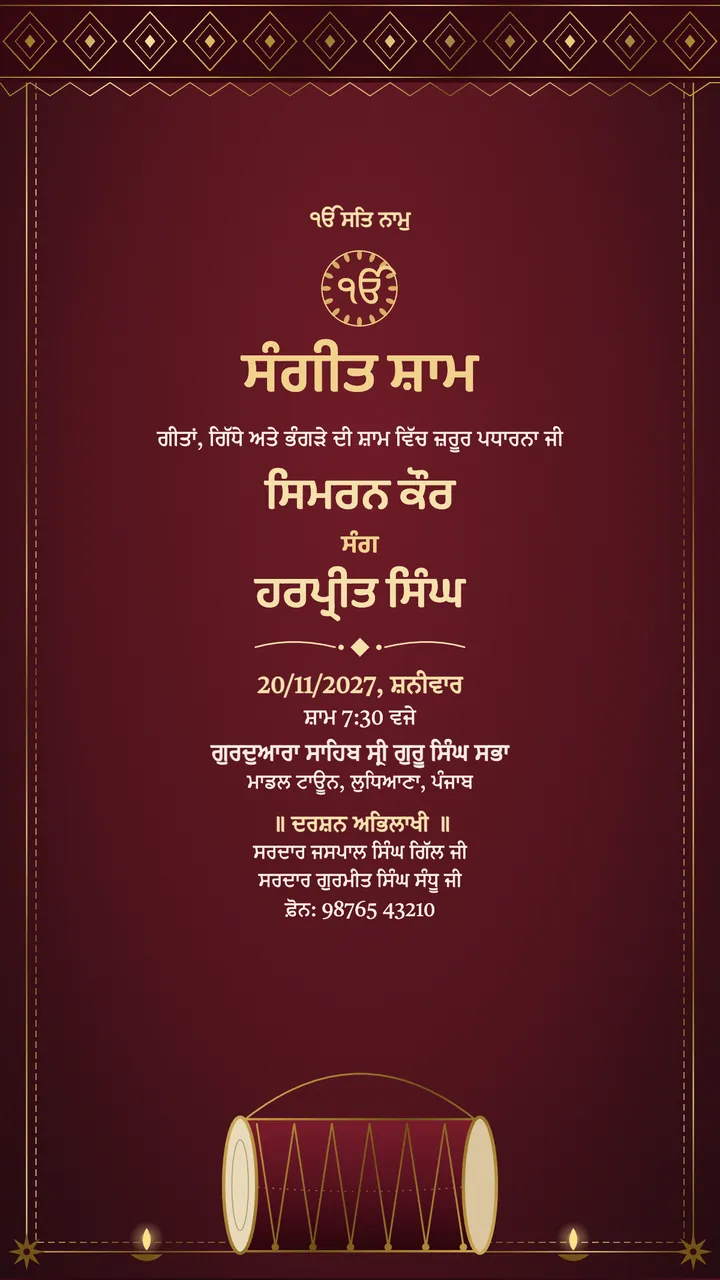 ੴ ਸਤਿ ਨਾਮੁ
ੴ
ਸੰਗੀਤ ਸ਼ਾਮ
ਗੀਤਾਂ, ਗਿੱਧੇ ਅਤੇ ਭੰਗੜੇ ਦੀ ਸ਼ਾਮ ਵਿੱਚ ਜ਼ਰੂਰ ਪਧਾਰਨਾ ਜੀ
ਸਿਮਰਨ ਕੌਰ
ਸੰਗ
ਹਰਪ੍ਰੀਤ ਸਿੰਘ
20/11/2027, ਸ਼ਨੀਵਾਰ
ਸ਼ਾਮ 7:30 ਵਜੇ
ਗੁਰਦੁਆਰਾ ਸਾਹਿਬ ਸ੍ਰੀ ਗੁਰੂ ਸਿੰਘ ਸਭਾ
ਮਾਡਲ ਟਾਊਨ, ਲੁਧਿਆਣਾ, ਪੰਜਾਬ
॥ ਦਰਸ਼ਨ ਅਭਿਲਾਖੀ ॥
ਸਰਦਾਰ ਜਸਪਾਲ ਸਿੰਘ ਗਿੱਲ ਜੀ
ਸਰਦਾਰ ਗੁਰਮੀਤ ਸਿੰਘ ਸੰਧੂ ਜੀ
ਫ਼ੋਨ: 98765 43210